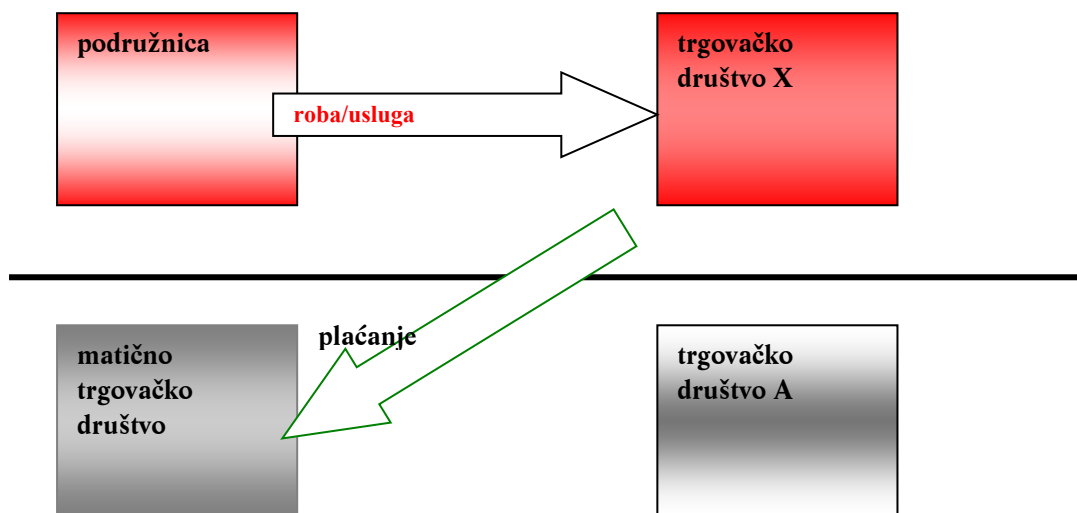 podružnica
trgovačko
društvo X
roba/usluga
plaćanje
matično
trgovačko
društvo
trgovačko
društvo A